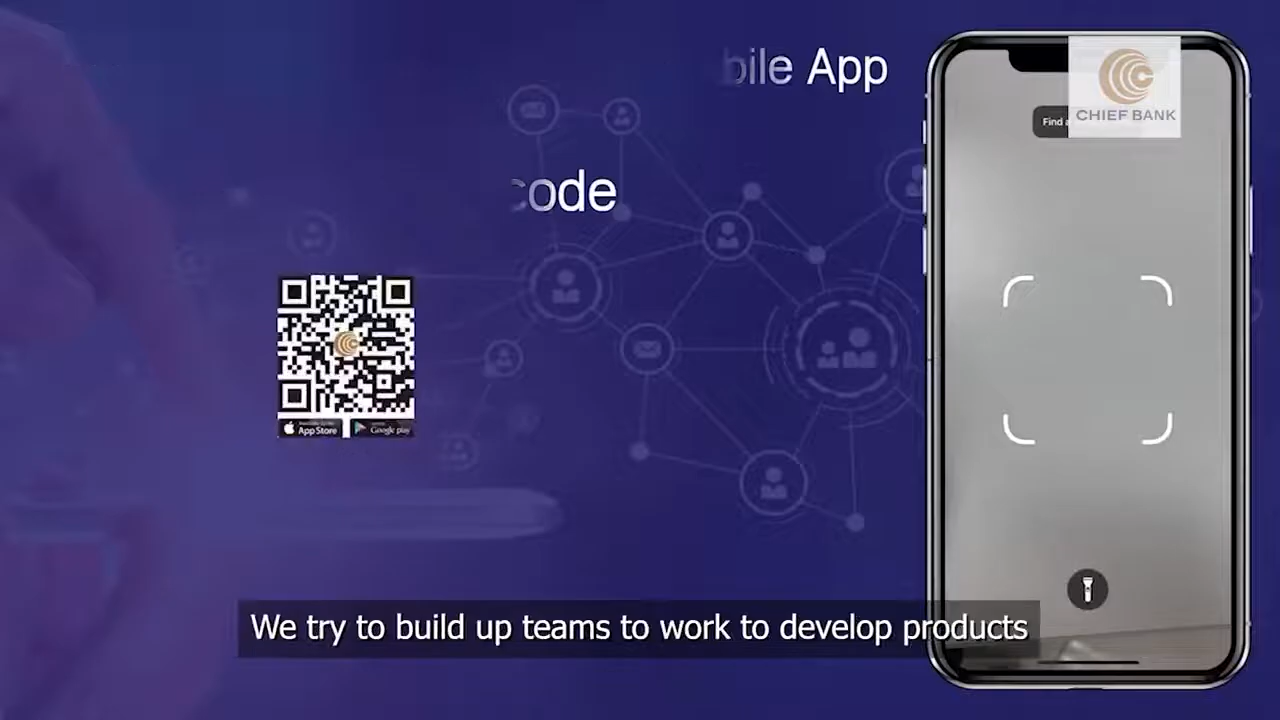 bile App
Find a
CHIEF BANK
code
App Store
Google play
We try to build up teams to work to develop products